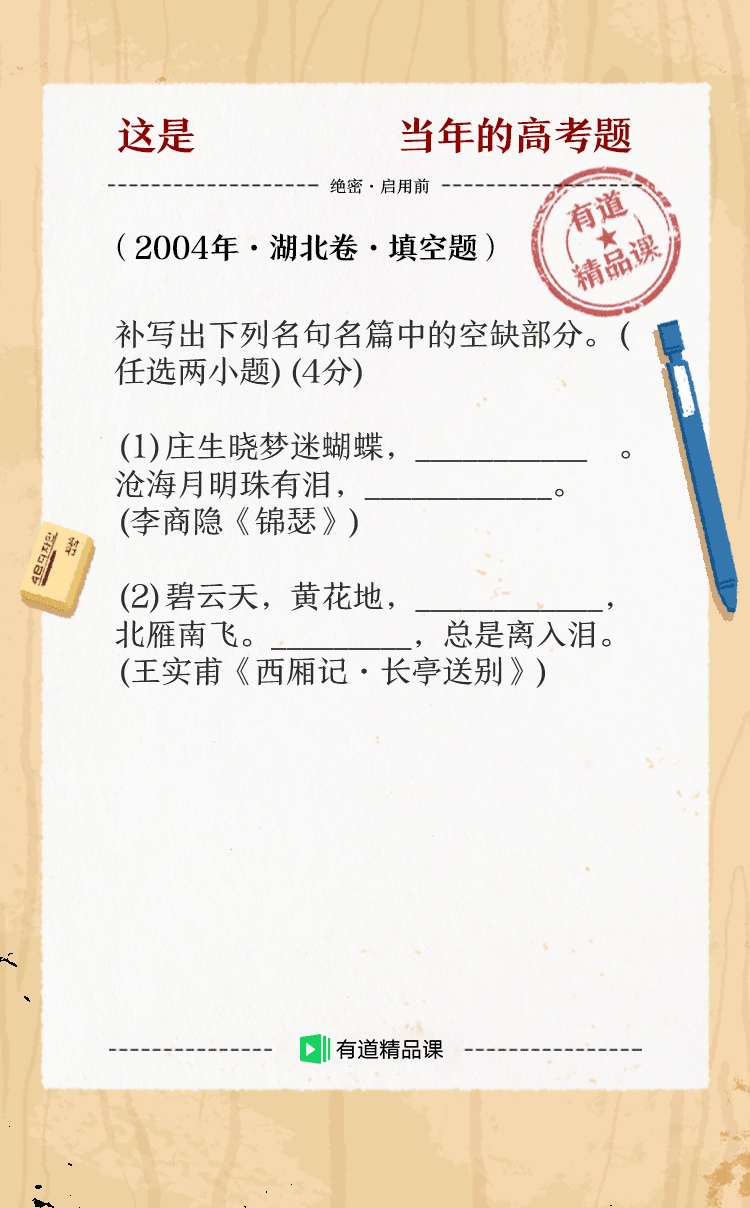 这是 当年的高考题
绝密·启用前
有道
精品课
（2004年·湖北卷·填空题）
补写出下列名句名篇中的空缺部分。(
任选两小题) (4分)
(1)庄生晓梦迷蝴蝶，___________ 。
沧海月明珠有泪，____________。
(李商隐《锦瑟》)
(2)碧云天，黄花地，____________，
北雁南飞。_________，总是离入泪。
(王实甫《西厢记·长亭送别》)
有道精品课